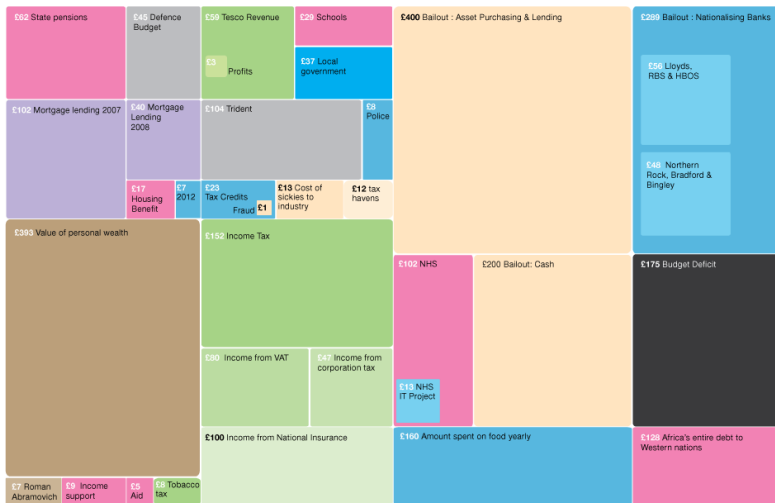 £62 State pensions
£45 Defence
Budget
£59 Tesco Revenue
£3
Profits
£29 Schools
£37 Local
government
£400 Bailout : Asset Purchasing & Lending
£289 Bailout : Nationalising Banks
£56 Lloyds,
RBS & HBOS
£48 Northern
Rock, Bradford &
Bingley
£102 Mortgage lending 2007
£40 Mortgage
Lending
2008
£104 Trident
£8
Police
£17
Housing
Benefit
£7
2012
£23
Tax Credits
Fraud £1
£13 Cost of
sickies to
industry
£12 tax
havens
£393 Value of personal wealth
£152 Income Tax
£102 NHS
£200 Bailout: Cash
£175 Budget Deficit
£80 Income from VAT
£47 Income from
corporation tax
£13 NHS
IT Project
£100 Income from National Insurance
£160 Amount spent on food yearly
£128 Africa's entire debt to
Western nations
£7 Roman
Abramovich
£9 Income
support
£5
Aid
£8 Tobacco
tax